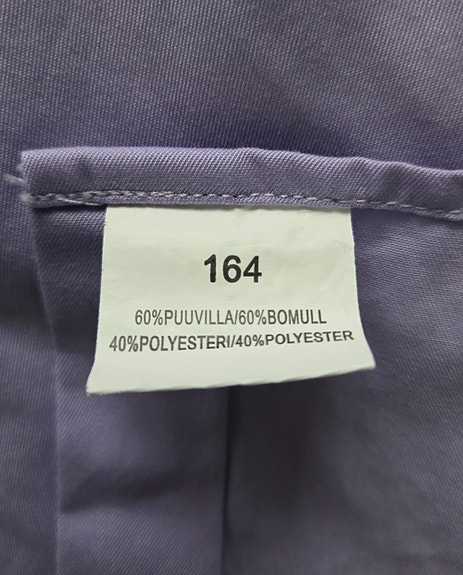 164
60%PUUVILLA/60%BOMULL
40%POLYESTERI/40%POLYESTER